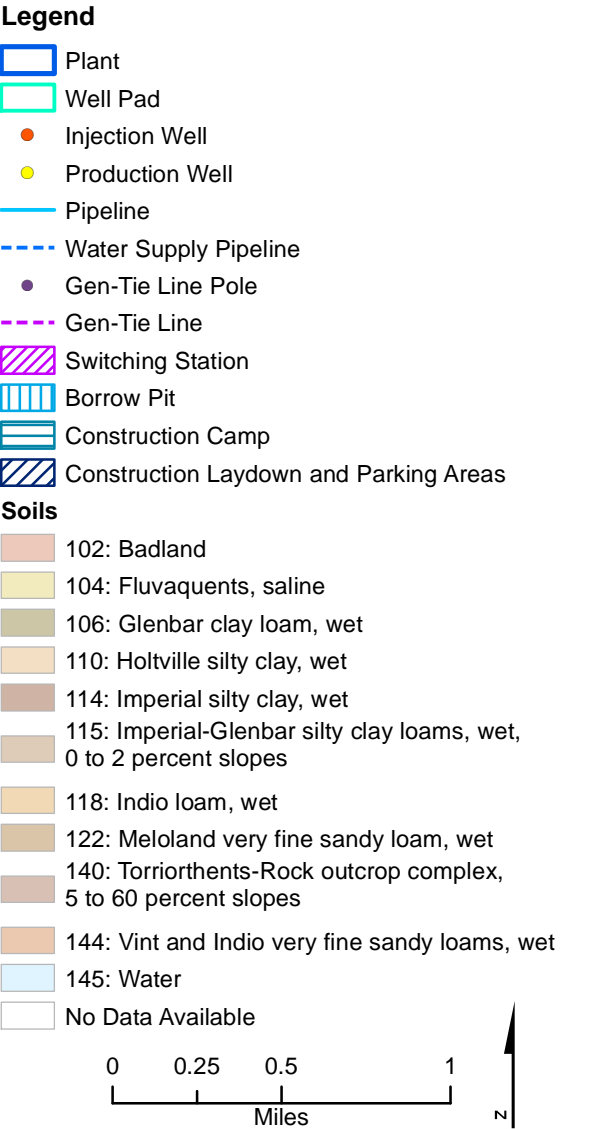 Legend
Plant
Well Pad
Injection Well
Production Well
Pipeline
Water Supply Pipeline
Gen-Tie Line Pole
Gen-Tie Line
Switching Station
Borrow Pit
Construction Camp
Construction Laydown and Parking Areas
Soils
102: Badland
104: Fluvaquents, saline
106: Glenbar clay loam, wet
110: Holtville silty clay, wet
114: Imperial silty clay, wet
115: Imperial-Glenbar silty clay loams, wet,
0 to 2 percent slopes
118: Indio loam, wet
122: Meloland very fine sandy loam, wet
140: Torriorthents-Rock outcrop complex,
5 to 60 percent slopes
144: Vint and Indio very fine sandy loams, wet
145: Water
No Data Available
0 0.25 0.5 1
Miles
N